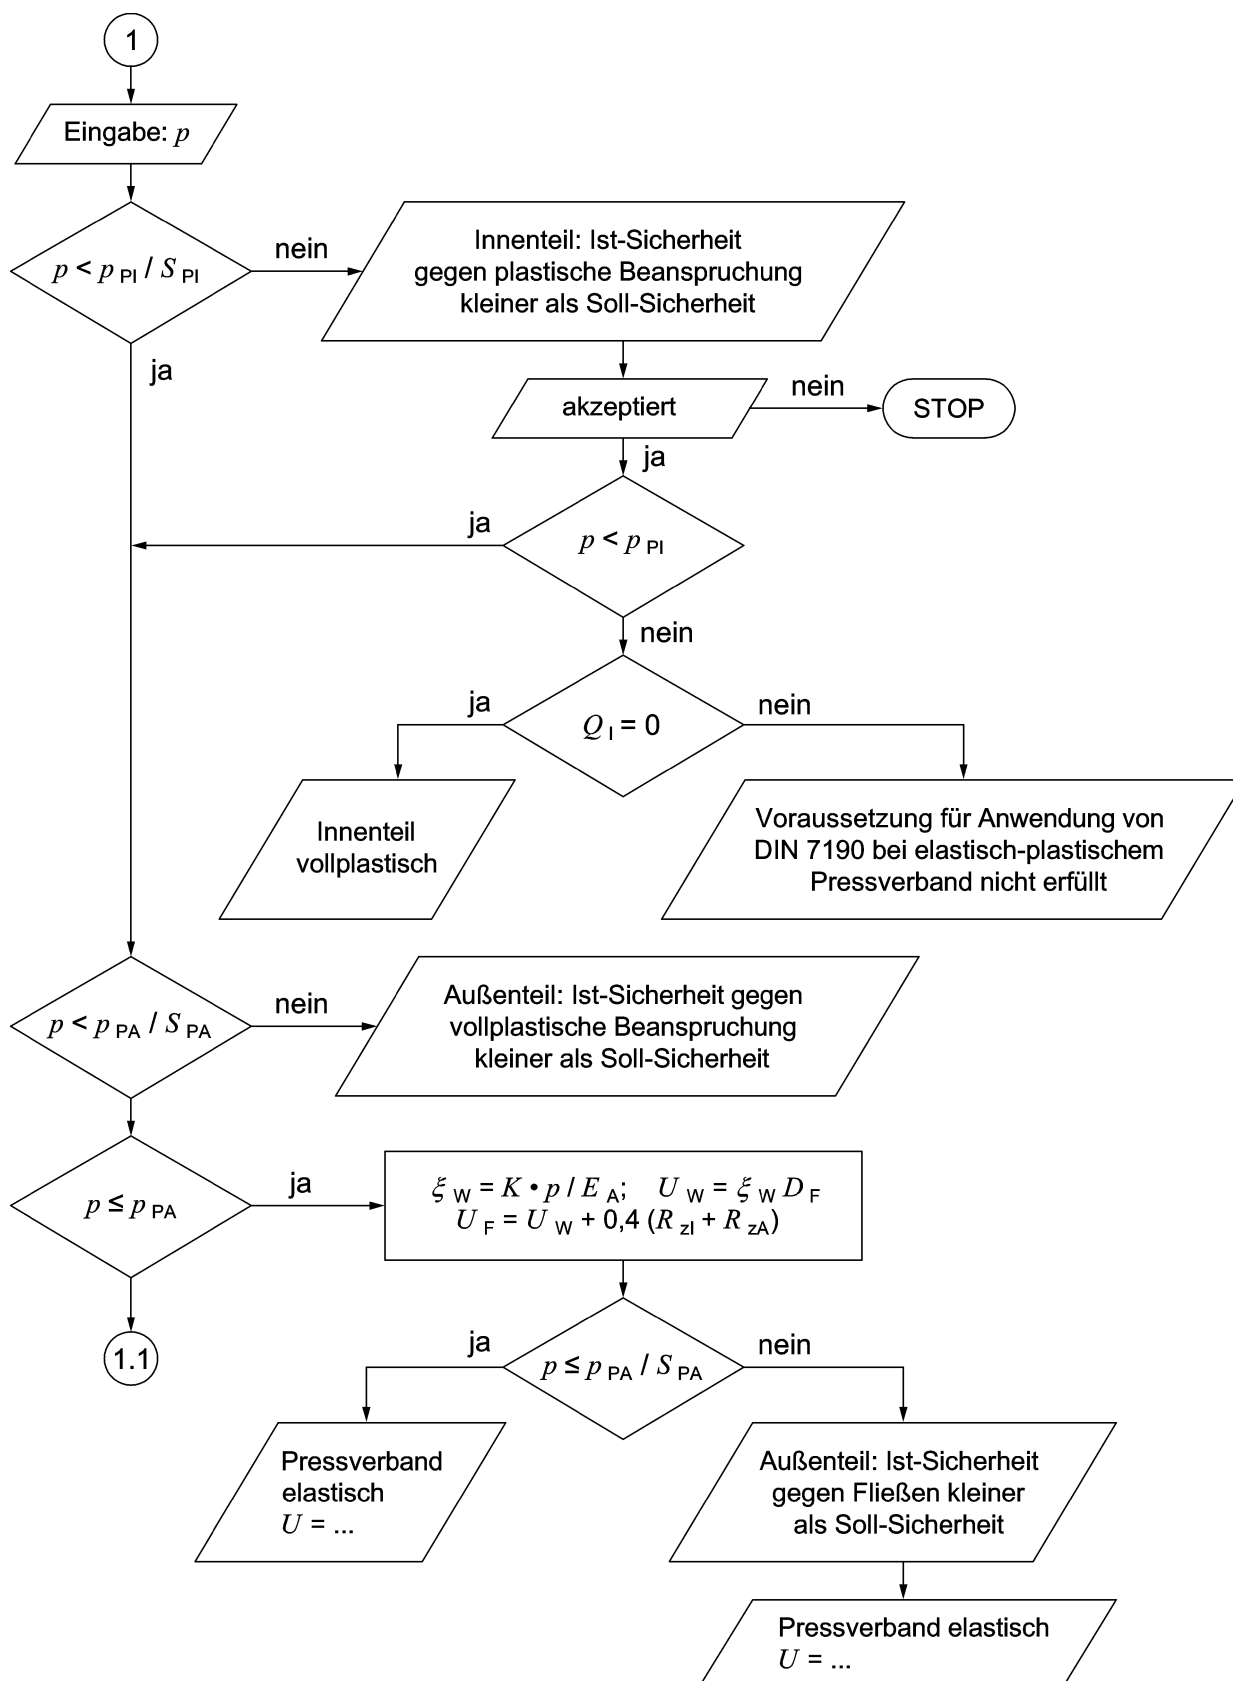 1
Eingabe: p
p < p PI / S PI
nein
Innenteil: Ist-Sicherheit
gegen plastische Beanspruchung
kleiner als Soll-Sicherheit
ja
akzeptiert
nein
STOP
ja
ja
p < p PI
nein
ja
Q I = 0
nein
Innenteil
vollplastisch
Voraussetzung für Anwendung von
DIN 7190 bei elastisch-plastischem
Pressverband nicht erfüllt
p < p PA / S PA
nein
Außenteil: Ist-Sicherheit gegen
vollplastische Beanspruchung
kleiner als Soll-Sicherheit
p ≤ p PA
ja
ξ W = K • p / E A; U W = ξ W D F
U F = U W + 0,4 (R zI + R zA)
1.1
ja
p ≤ p PA / S PA
nein
Pressverband
elastisch
U = ...
Außenteil: Ist-Sicherheit
gegen Fließen kleiner
als Soll-Sicherheit
Pressverband elastisch
U = ...